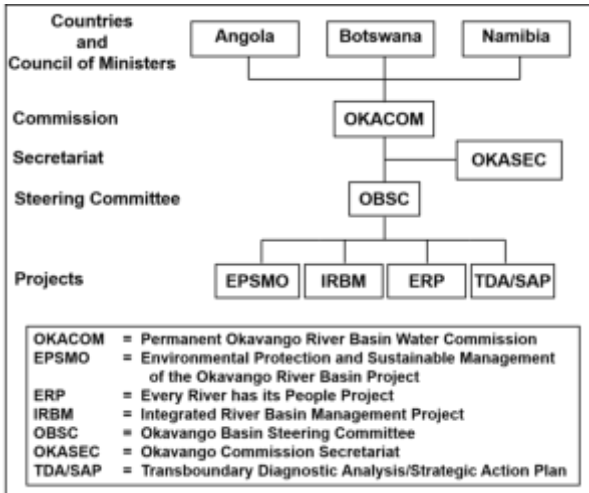 Countries
and
Council of Ministers
Angola Botswana Namibia
Commission OKACOM
Secretariat OKASEC
Steering Committee OBSC
Projects EPSMO IRBM ERP TDA/SAP
OKACOM = Permanent Okavango River Basin Water Commission
EPSMO = Environmental Protection and Sustainable Management
of the Okavango River Basin Project
ERP = Every River has its People Project
IRBM = Integrated River Basin Management Project
OBSC = Okavango Basin Steering Committee
OKASEC = Okavango Commission Secretariat
TDA/SAP = Transboundary Diagnostic Analysis/Strategic Action Plan